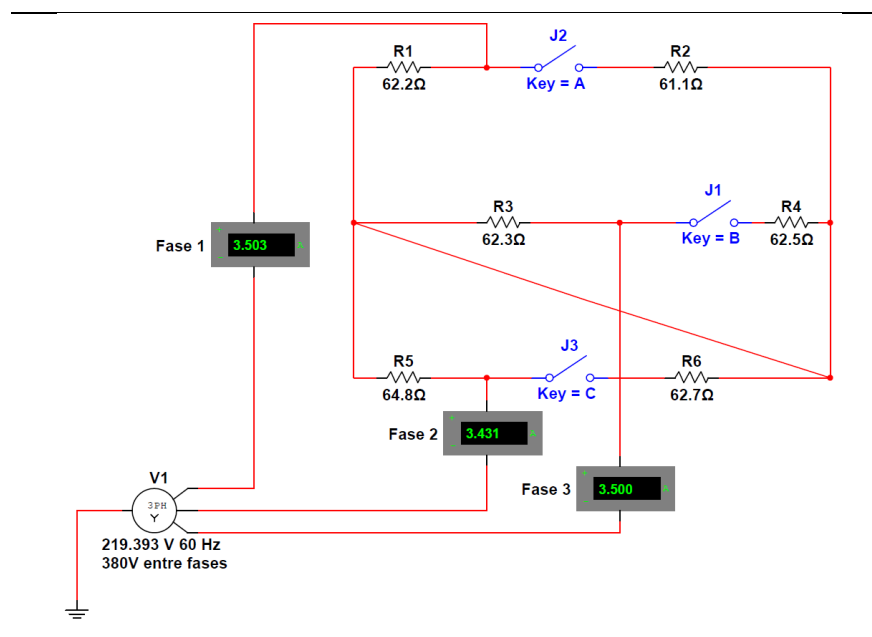 J2
R1
R2
62.2Ω
Key = A
61.1Ω
J1
R3
R4
62.3Ω
Key = B
62.5Ω
Fase 1
+
3.503
A
-
J3
R5
R6
64.8Ω
Key = C
62.7Ω
Fase 2
+
3.431
A
-
Fase 3
+
3.500
A
-
V1
3PH
Y
219.393 V 60 Hz
380V entre fases